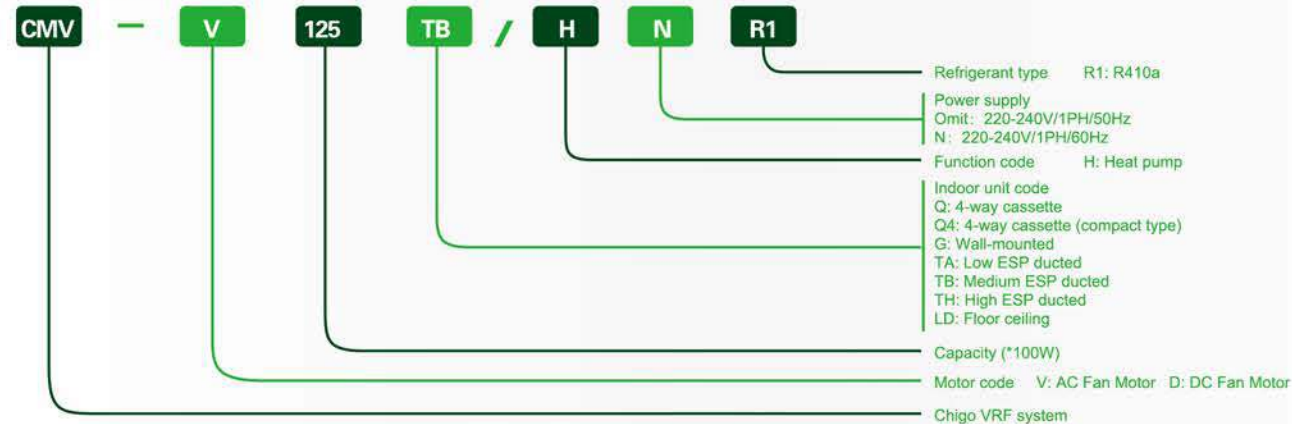 CMV – V 125 TB / H N R1
Refrigerant type R1: R410a
Power supply
Omit: 220-240V/1PH/50Hz
N: 220-240V/1PH/60Hz
Function code H: Heat pump
Indoor unit code
Q: 4-way cassette
Q4: 4-way cassette (compact type)
G: Wall-mounted
TA: Low ESP ducted
TB: Medium ESP ducted
TH: High ESP ducted
LD: Floor ceiling
Capacity (*100W)
Motor code V: AC Fan Motor D: DC Fan Motor
Chigo VRF system